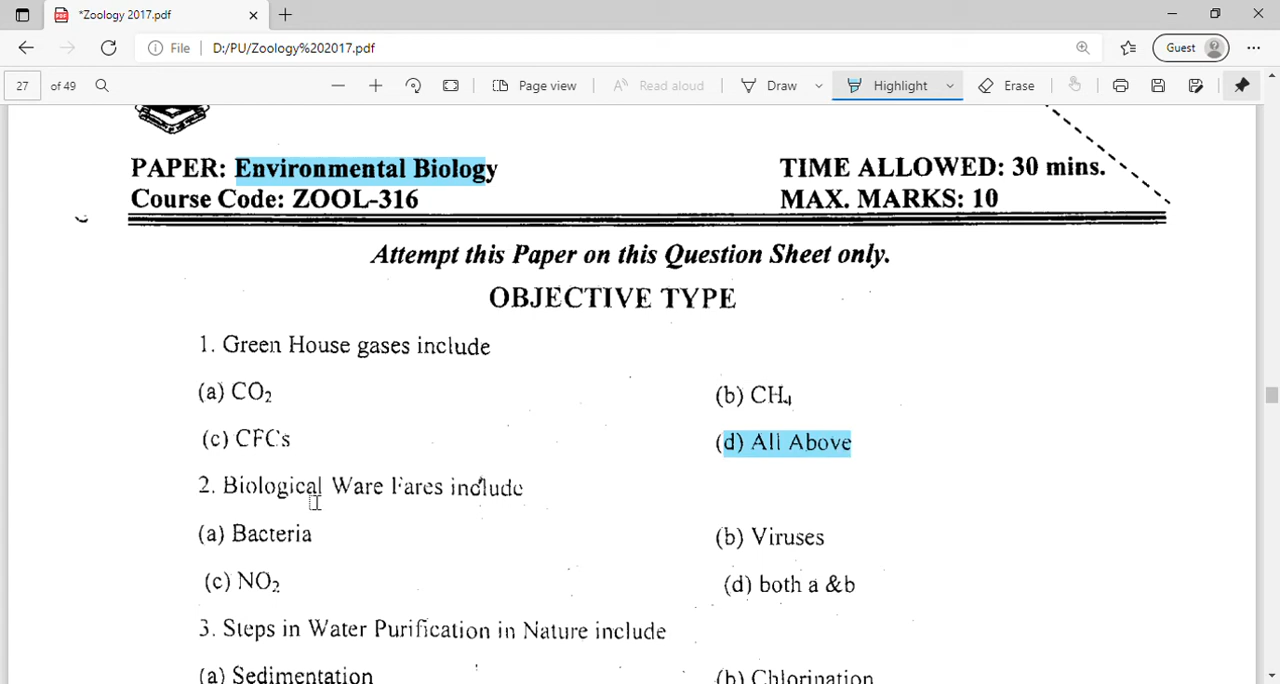 *Zoology 2017.pdf
File D:/PU/Zoology%202017.pdf Guest
27 of 49 Page view Read aloud Draw Highlight Erase
PAPER: Environmental Biology TIME ALLOWED: 30 mins.
Course Code: ZOOL-316 MAX. MARKS: 10
Attempt this Paper on this Question Sheet only.
OBJECTIVE TYPE
1. Green House gases include
(a) CO₂ (b) CH₄
(c) CFCs (d) All Above
2. Biological Ware Fares include
(a) Bacteria (b) Viruses
(c) NO₂ (d) both a &b
3. Steps in Water Purification in Nature include
(a) Sedimentation (b) Chlorination